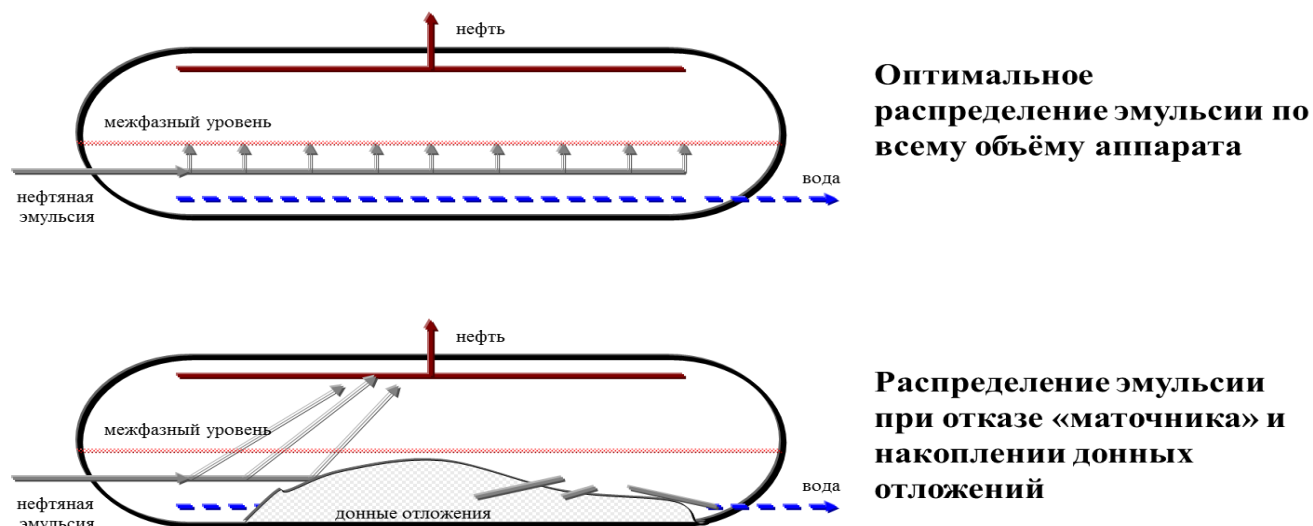 нефть
Оптимальное
распределение эмульсии по
всему объёму аппарата
межфазный уровень
вода
нефтяная
эмульсия
нефть
Распределение эмульсии
при отказе «маточника» и
накоплении донных
отложений
межфазный уровень
вода
нефтяная
эмульсия
донные отложения